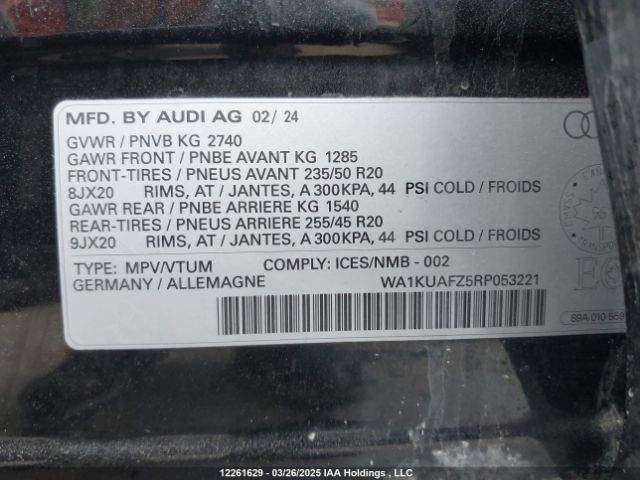 MFD. BY AUDI AG 02/ 24
GVWR / PNVB KG 2740
GAWR FRONT / PNBE AVANT KG 1285
FRONT-TIRES / PNEUS AVANT 235/50 R20
8JX20 RIMS, AT / JANTES, A 300KPA, 44 PSI COLD / FROIDS
GAWR REAR / PNBE ARRIERE KG 1540
REAR-TIRES / PNEUS ARRIERE 255/45 R20
9JX20 RIMS, AT / JANTES, A 300KPA, 44 PSI COLD / FROIDS
TYPE: MPV/VTUM COMPLY: ICES/NMB - 002
GERMANY / ALLEMAGNE WA1KUAFZ5RP053221
89A 010 559
12261629 - 03/26/2025 IAA Holdings , LLC